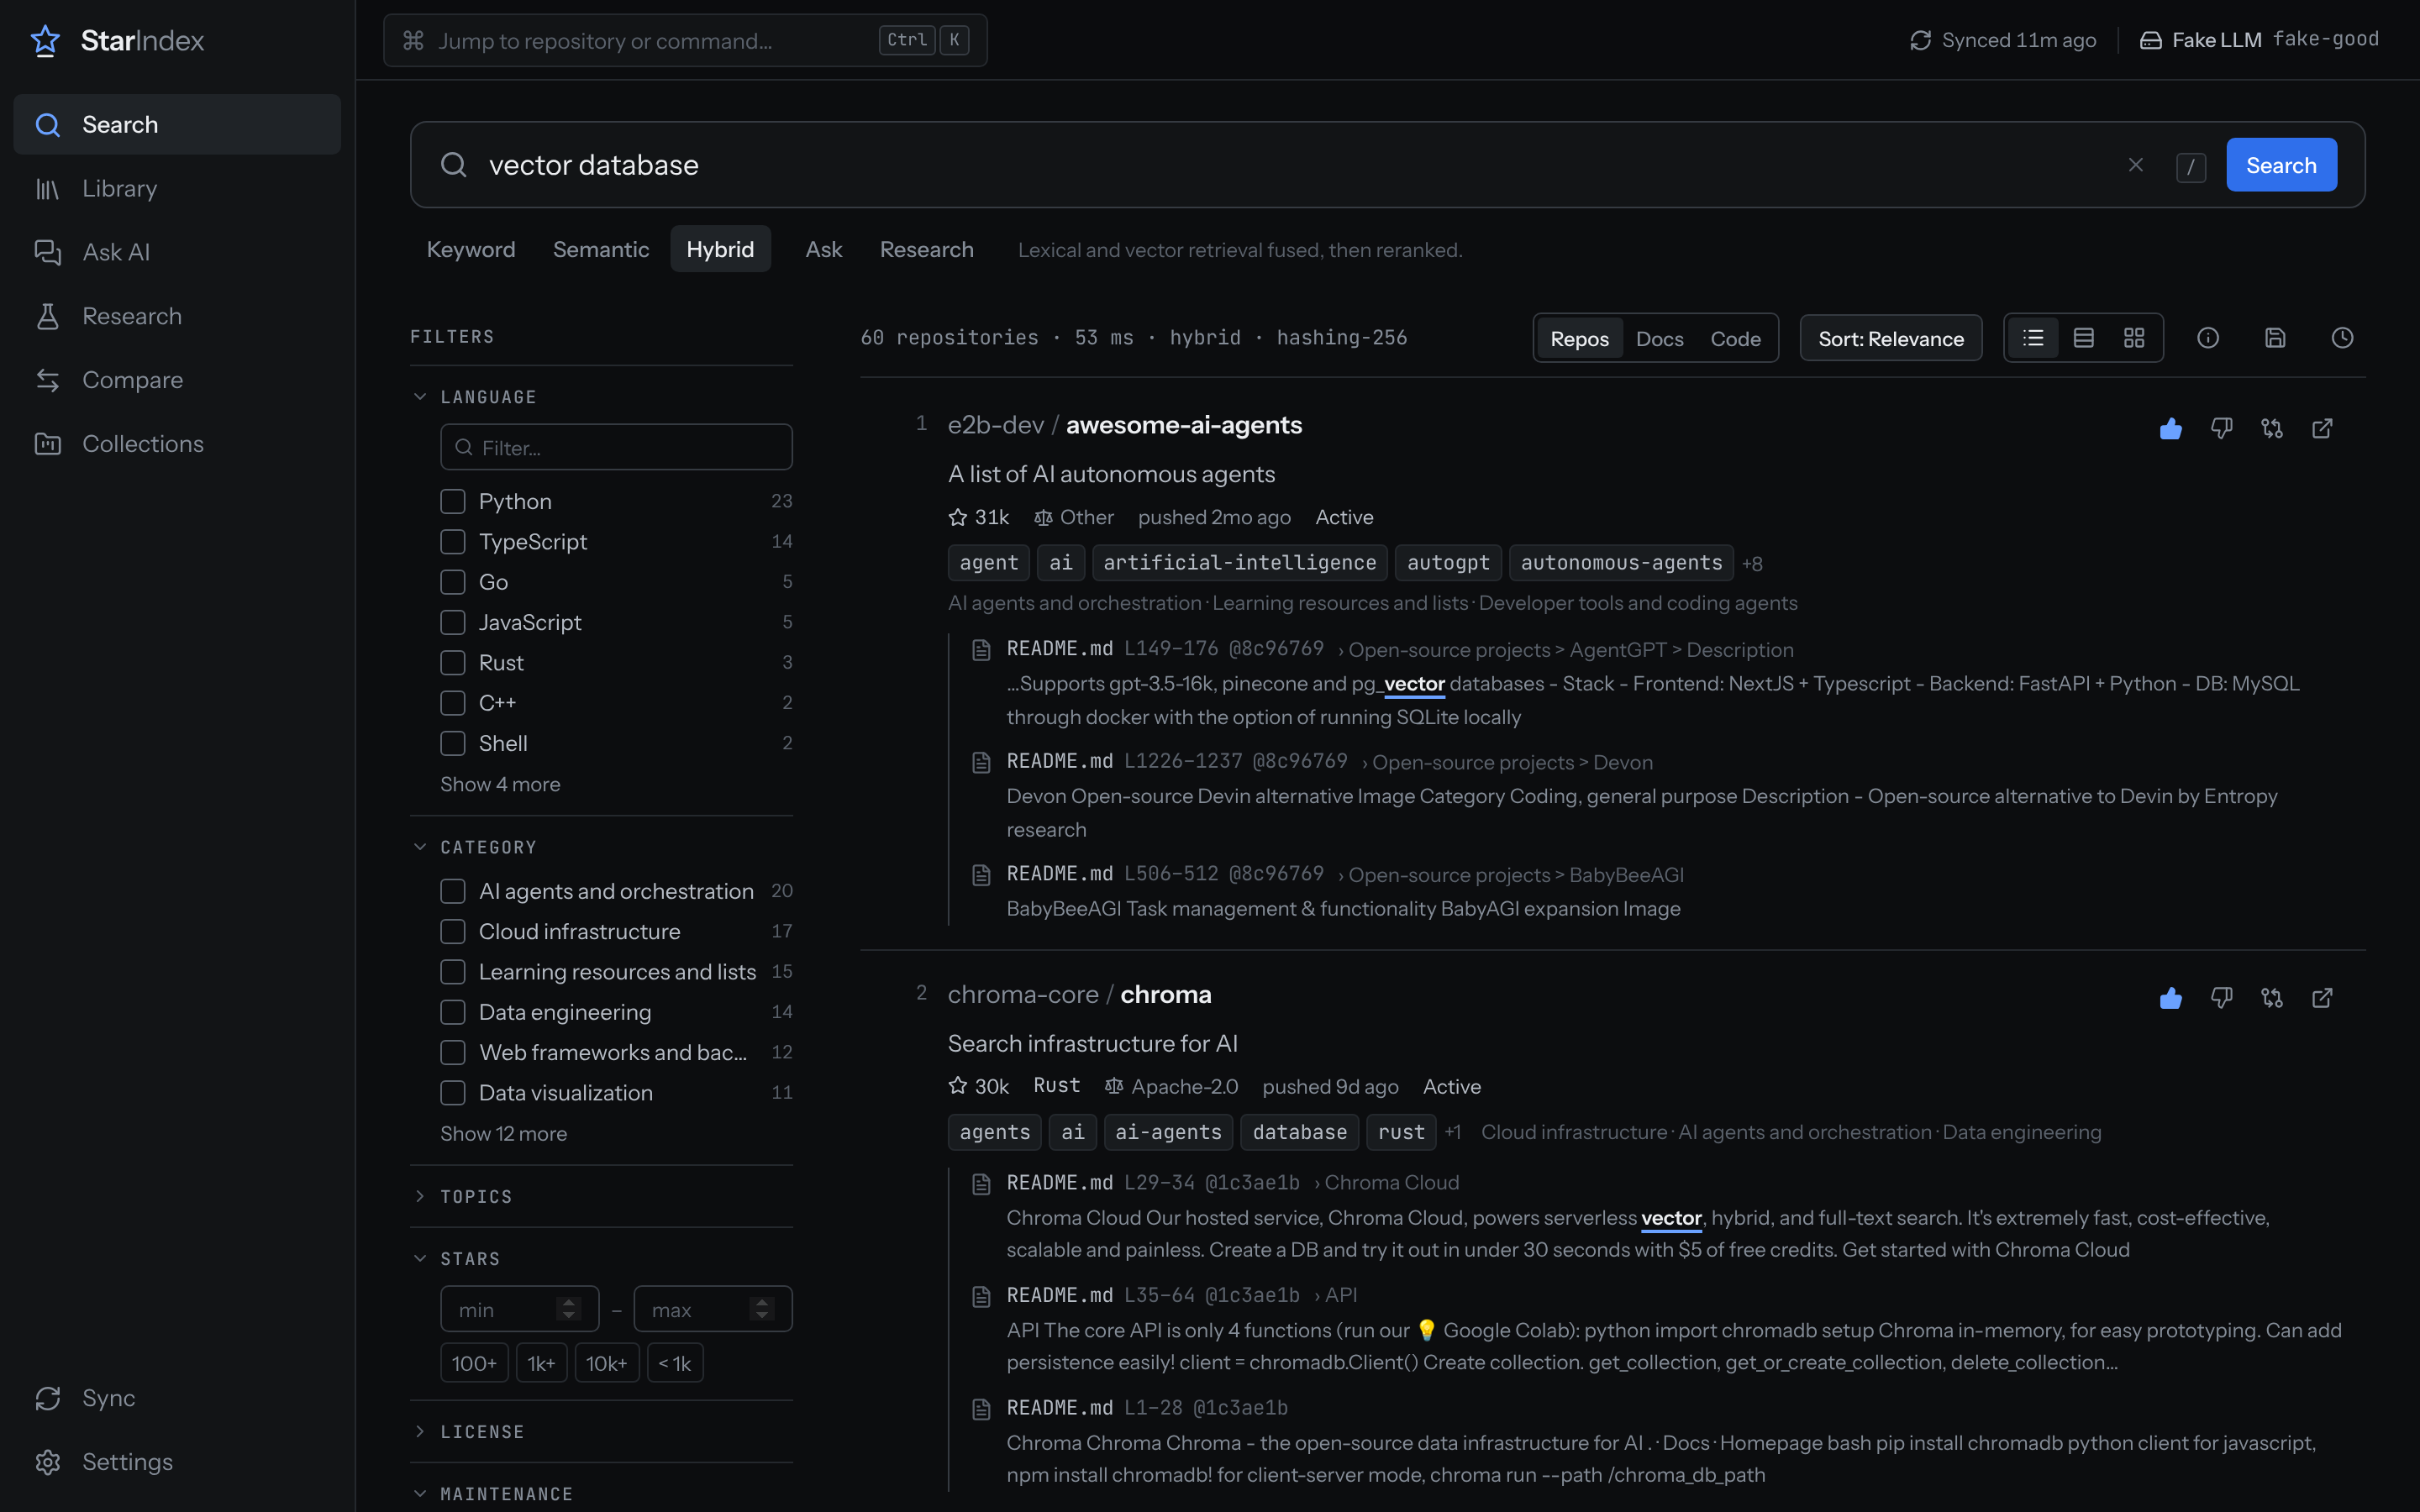 StarIndex
Search
Library
Ask AI
Research
Compare
Collections
Sync
Settings
Jump to repository or command...
Ctrl K
Synced 11m ago
Fake LLM fake-good
vector database
/
Search
Keyword Semantic Hybrid Ask Research Lexical and vector retrieval fused, then reranked.
FILTERS
LANGUAGE
Filter...
Python 23
TypeScript 14
Go 5
JavaScript 5
Rust 3
C++ 2
Shell 2
Show 4 more
CATEGORY
AI agents and orchestration 20
Cloud infrastructure 17
Learning resources and lists 15
Data engineering 14
Web frameworks and bac... 12
Data visualization 11
Show 12 more
TOPICS
STARS
min – max
100+ 1k+ 10k+ < 1k
LICENSE
MAINTENANCE
60 repositories · 53 ms · hybrid · hashing-256
Repos Docs Code
Sort: Relevance
1 e2b-dev / awesome-ai-agents
A list of AI autonomous agents
31k Other pushed 2mo ago Active
agent ai artificial-intelligence autogpt autonomous-agents +8
AI agents and orchestration · Learning resources and lists · Developer tools and coding agents
README.md L149–176 @8c96769 › Open-source projects > AgentGPT > Description
...Supports gpt-3.5-16k, pinecone and pg_vector databases - Stack - Frontend: NextJS + Typescript - Backend: FastAPI + Python - DB: MySQL
through docker with the option of running SQLite locally
README.md L1226–1237 @8c96769 › Open-source projects > Devon
Devon Open-source Devin alternative Image Category Coding, general purpose Description - Open-source alternative to Devin by Entropy
research
README.md L506–512 @8c96769 › Open-source projects > BabyBeeAGI
BabyBeeAGI Task management & functionality BabyAGI expansion Image
2 chroma-core / chroma
Search infrastructure for AI
30k Rust Apache-2.0 pushed 9d ago Active
agents ai ai-agents database rust +1 Cloud infrastructure · AI agents and orchestration · Data engineering
README.md L29–34 @1c3ae1b › Chroma Cloud
Chroma Cloud Our hosted service, Chroma Cloud, powers serverless vector, hybrid, and full-text search. It's extremely fast, cost-effective,
scalable and painless. Create a DB and try it out in under 30 seconds with $5 of free credits. Get started with Chroma Cloud
README.md L35–64 @1c3ae1b › API
API The core API is only 4 functions (run our 💡 Google Colab): python import chromadb setup Chroma in-memory, for easy prototyping. Can add
persistence easily! client = chromadb.Client() Create collection. get_collection, get_or_create_collection, delete_collection...
README.md L1–28 @1c3ae1b
Chroma Chroma Chroma - the open-source data infrastructure for AI . · Docs · Homepage bash pip install chromadb python client for javascript,
npm install chromadb! for client-server mode, chroma run --path /chroma_db_path